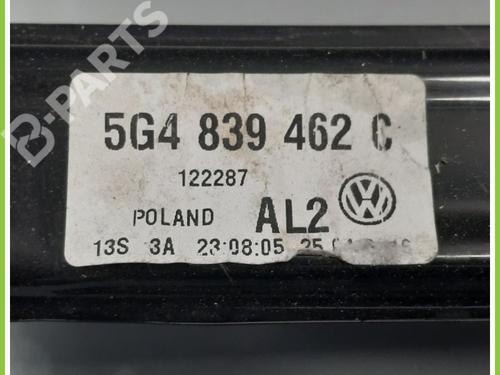 B-PARTS
5G4 839 462 C
122287
POLAND AL2
13S 3A 23:08:05